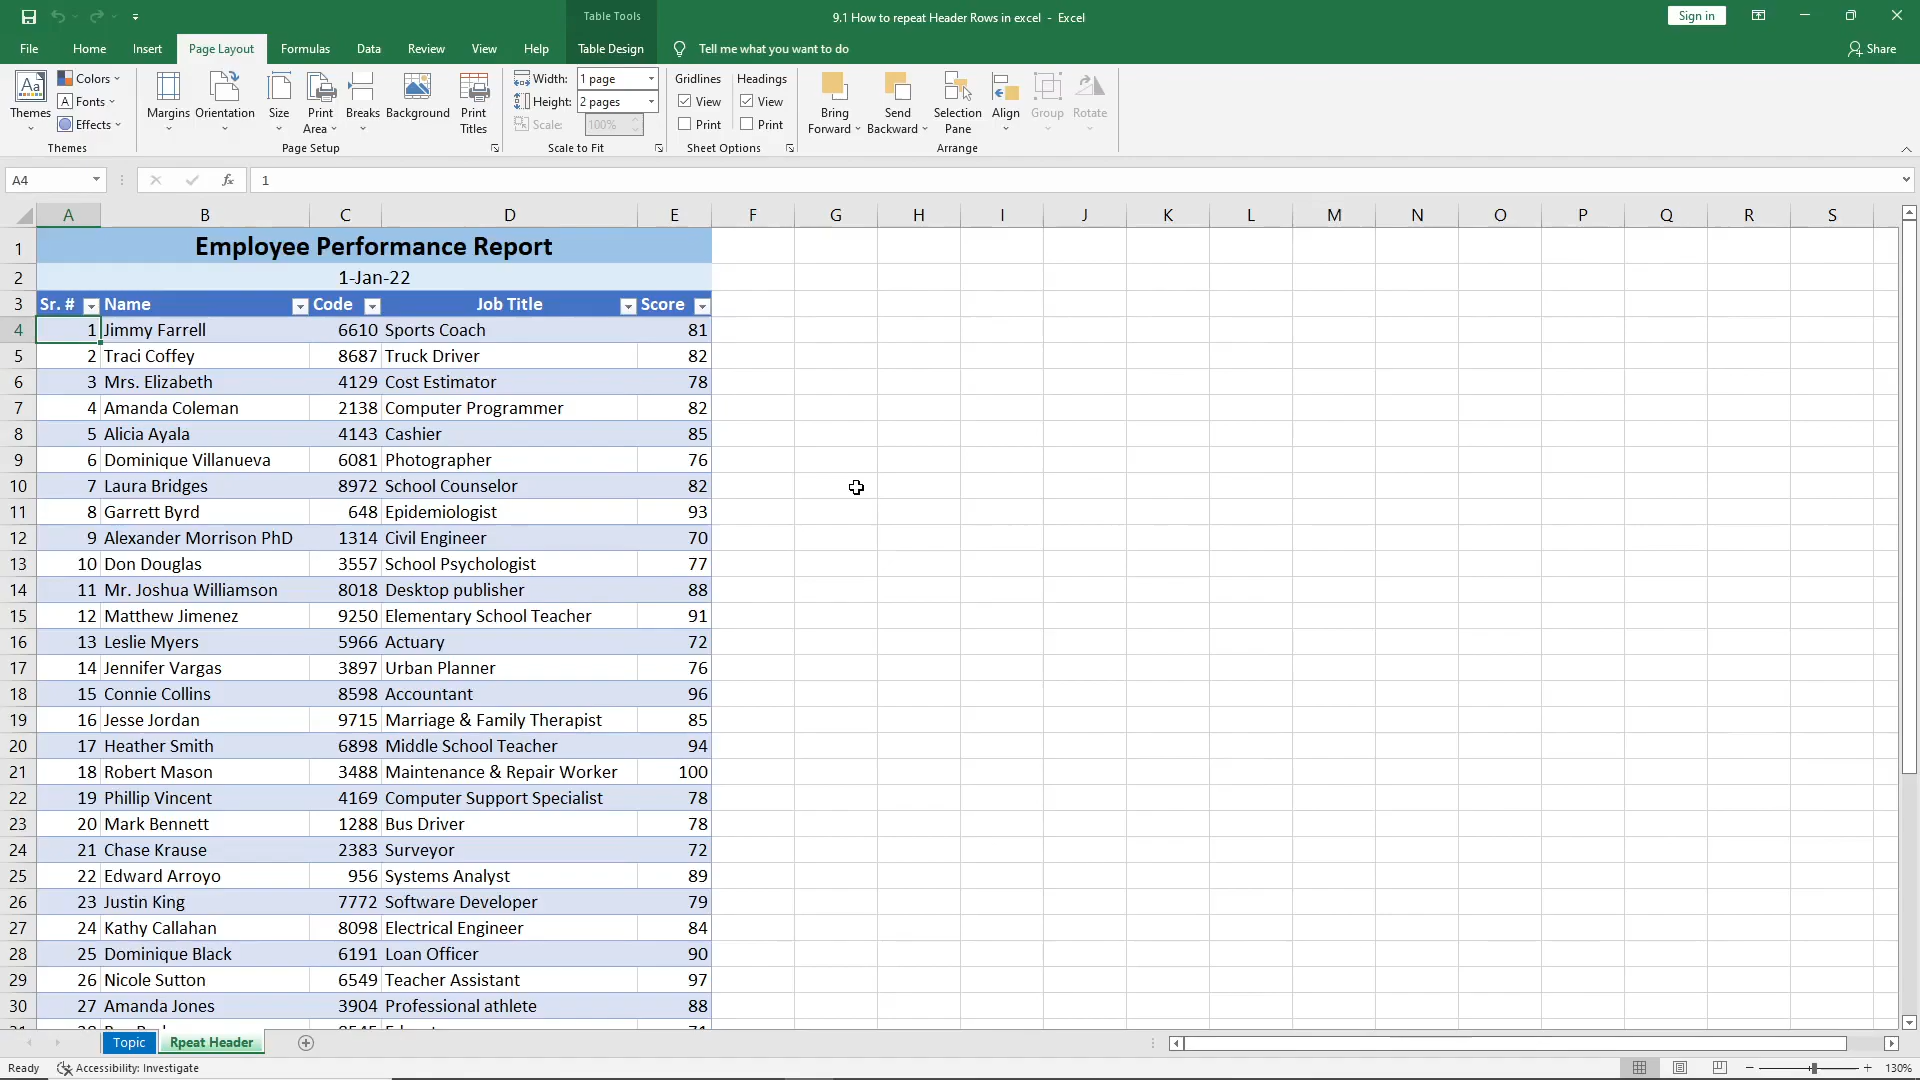 9.1 How to repeat Header Rows in excel - Excel
Table Tools
Sign in
File Home Insert Page Layout Formulas Data Review View Help Table Design Tell me what you want to do Share
Themes Colors Fonts Effects
Margins Orientation Size Print Area Breaks Background Print Titles
Width: 1 page
Height: 2 pages
Scale: 100%
Gridlines View Print
Headings View Print
Bring Forward Send Backward Selection Pane Align Group Rotate
Themes Page Setup Scale to Fit Sheet Options Arrange
A4 fx 1
A B C D E F G H I J K L M N O P Q R S
1 Employee Performance Report
2 1-Jan-22
3 Sr. # Name Code Job Title Score
4 1 Jimmy Farrell 6610 Sports Coach 81
5 2 Traci Coffey 8687 Truck Driver 82
6 3 Mrs. Elizabeth 4129 Cost Estimator 78
7 4 Amanda Coleman 2138 Computer Programmer 82
8 5 Alicia Ayala 4143 Cashier 85
9 6 Dominique Villanueva 6081 Photographer 76
10 7 Laura Bridges 8972 School Counselor 82
11 8 Garrett Byrd 648 Epidemiologist 93
12 9 Alexander Morrison PhD 1314 Civil Engineer 70
13 10 Don Douglas 3557 School Psychologist 77
14 11 Mr. Joshua Williamson 8018 Desktop publisher 88
15 12 Matthew Jimenez 9250 Elementary School Teacher 91
16 13 Leslie Myers 5966 Actuary 72
17 14 Jennifer Vargas 3897 Urban Planner 76
18 15 Connie Collins 8598 Accountant 96
19 16 Jesse Jordan 9715 Marriage & Family Therapist 85
20 17 Heather Smith 6898 Middle School Teacher 94
21 18 Robert Mason 3488 Maintenance & Repair Worker 100
22 19 Phillip Vincent 4169 Computer Support Specialist 78
23 20 Mark Bennett 1288 Bus Driver 78
24 21 Chase Krause 2383 Surveyor 72
25 22 Edward Arroyo 956 Systems Analyst 89
26 23 Justin King 7772 Software Developer 79
27 24 Kathy Callahan 8098 Electrical Engineer 84
28 25 Dominique Black 6191 Loan Officer 90
29 26 Nicole Sutton 6549 Teacher Assistant 97
30 27 Amanda Jones 3904 Professional athlete 88
Topic Rpeat Header
Ready Accessibility: Investigate 130%